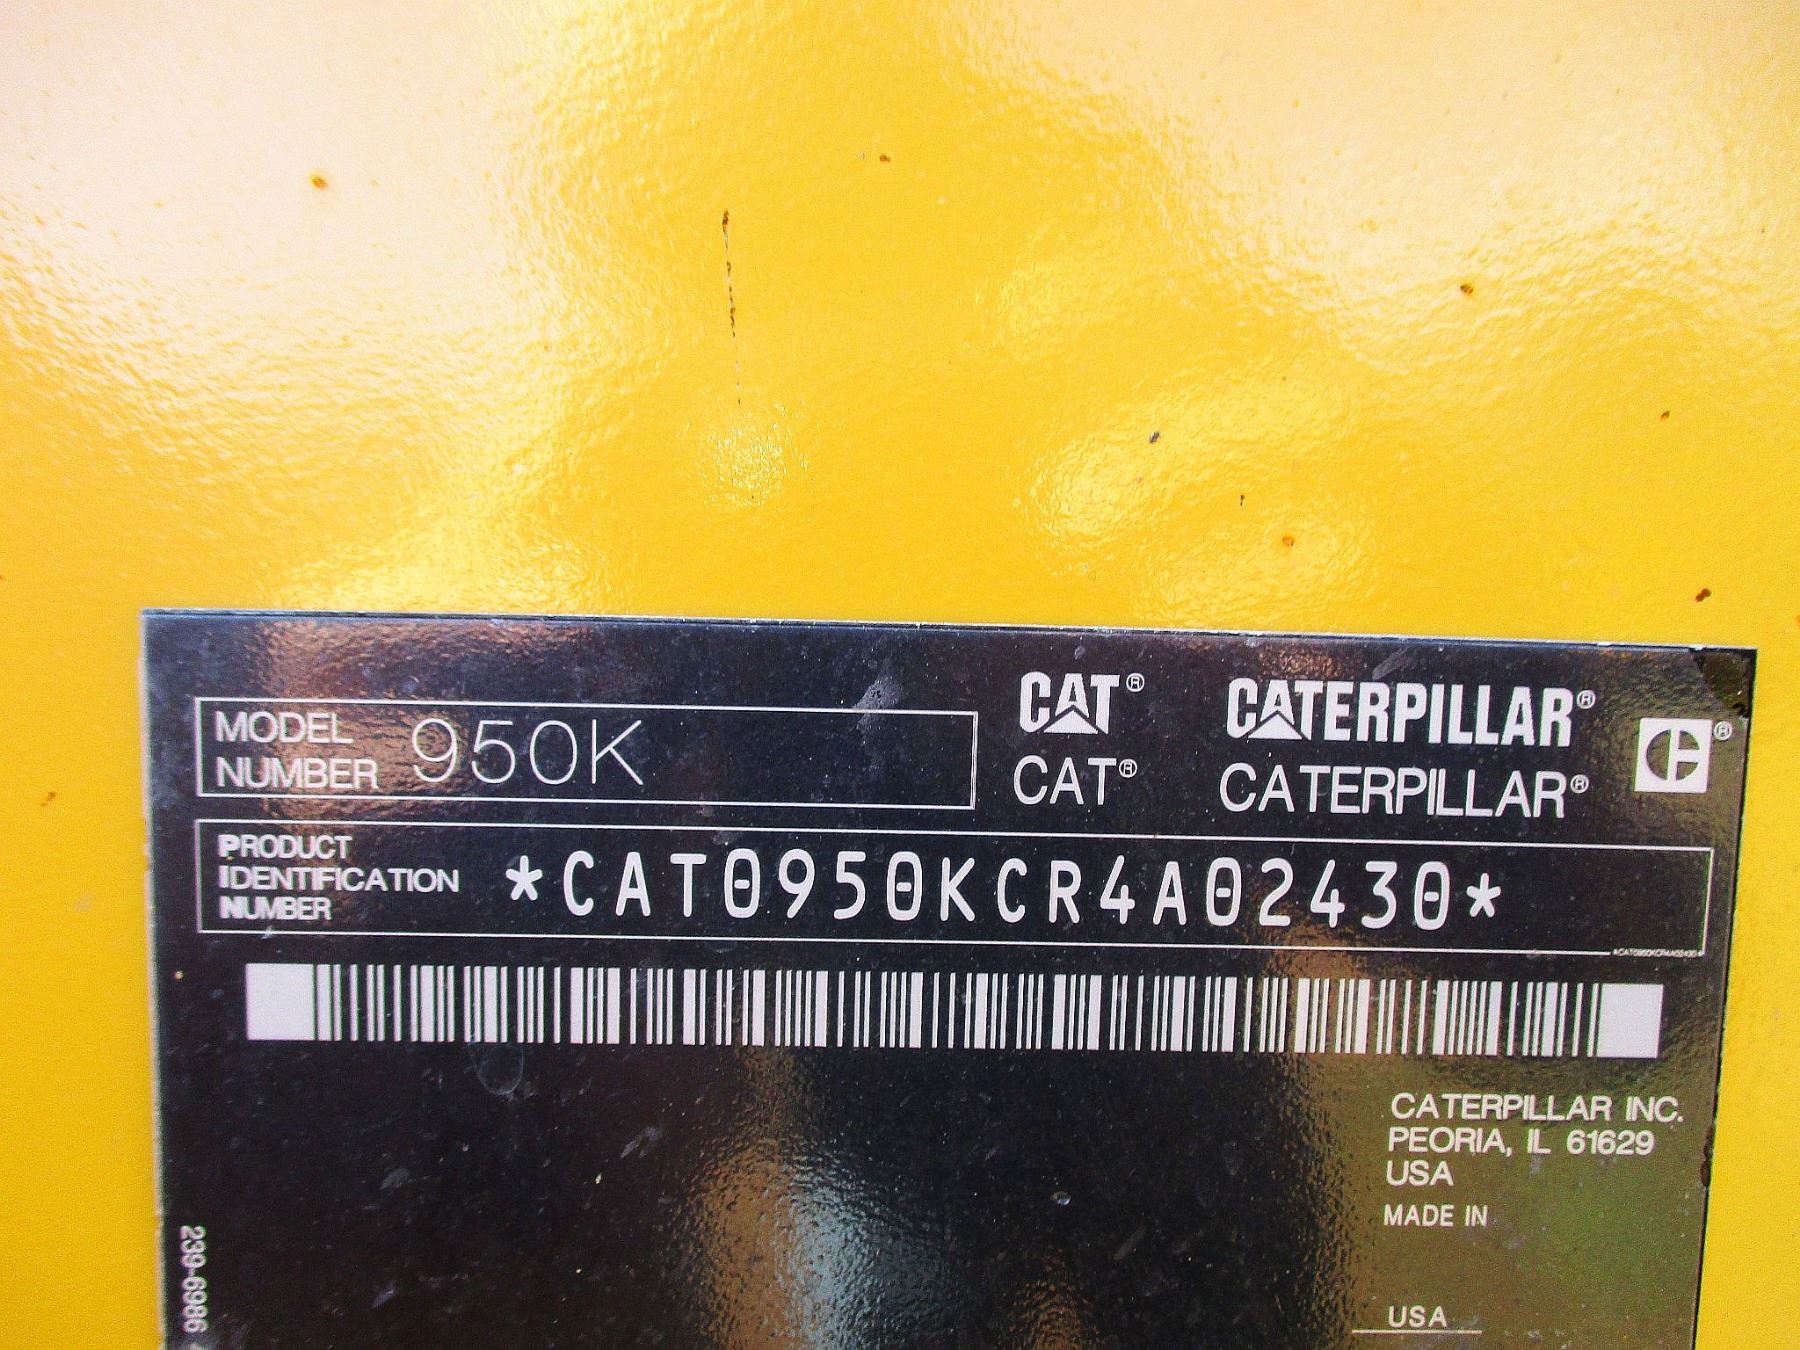 MODEL NUMBER 950K
CAT® CATERPILLAR®
CAT® CATERPILLAR®
PRODUCT IDENTIFICATION NUMBER *CAT0950KCR4A02430*
*CAT0950KCR4A02430*
CATERPILLAR INC.
PEORIA, IL 61629
USA
MADE IN
USA
239-6986